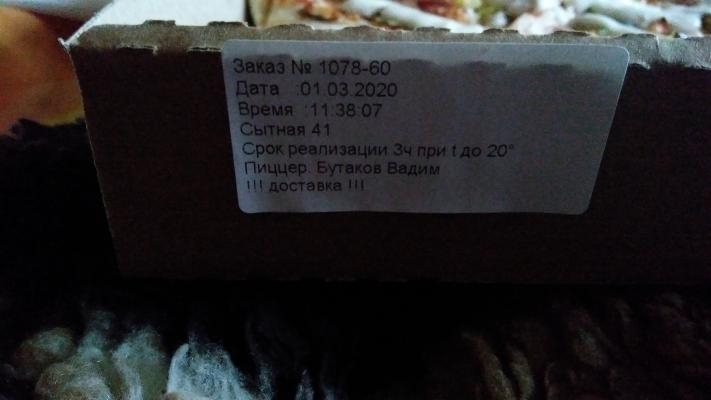 Заказ № 1078-60
Дата :01.03.2020
Время :11:38:07
Сытная 41
Срок реализации 3ч при t до 20°
Пиццер. Бутаков Вадим
!!! доставка !!!